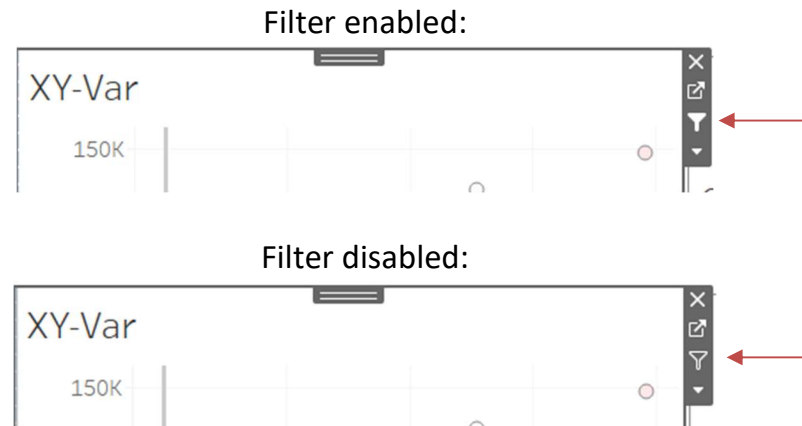 Filter enabled:
XY-Var
150K
Filter disabled:
XY-Var
150K